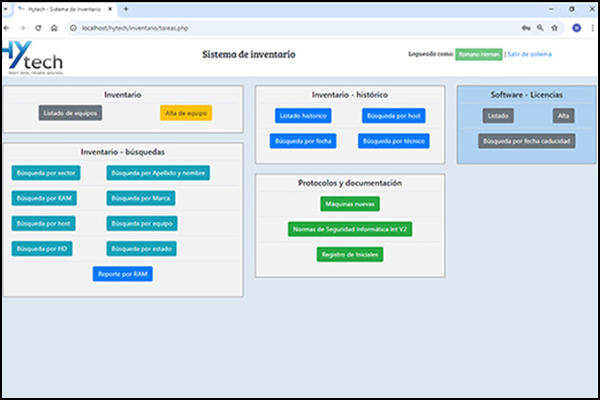 Hytech - Sistema de inventario
localhost/hytech/inventario/tareas.php
Hytech
Smart ideas, reliable solutions.
Sistema de inventario
Logueado como: Romano Hernan | Salir de sistema
Inventario
Listado de equipos
Alta de equipo
Inventario - búsquedas
Búsqueda por sector
Búsqueda por Apellido y nombre
Búsqueda por RAM
Búsqueda por Marca
Búsqueda por host
Búsqueda por equipo
Búsqueda por HD
Búsqueda por estado
Reporte por RAM
Inventario - histórico
Listado historico
Búsqueda por host
Búsqueda por fecha
Búsqueda por técnico
Protocolos y documentación
Máquinas nuevas
Normas de Seguridad Informática Int V2
Registro de Iniciales
Software - Licencias
Listado
Alta
Búsqueda por fecha caducidad